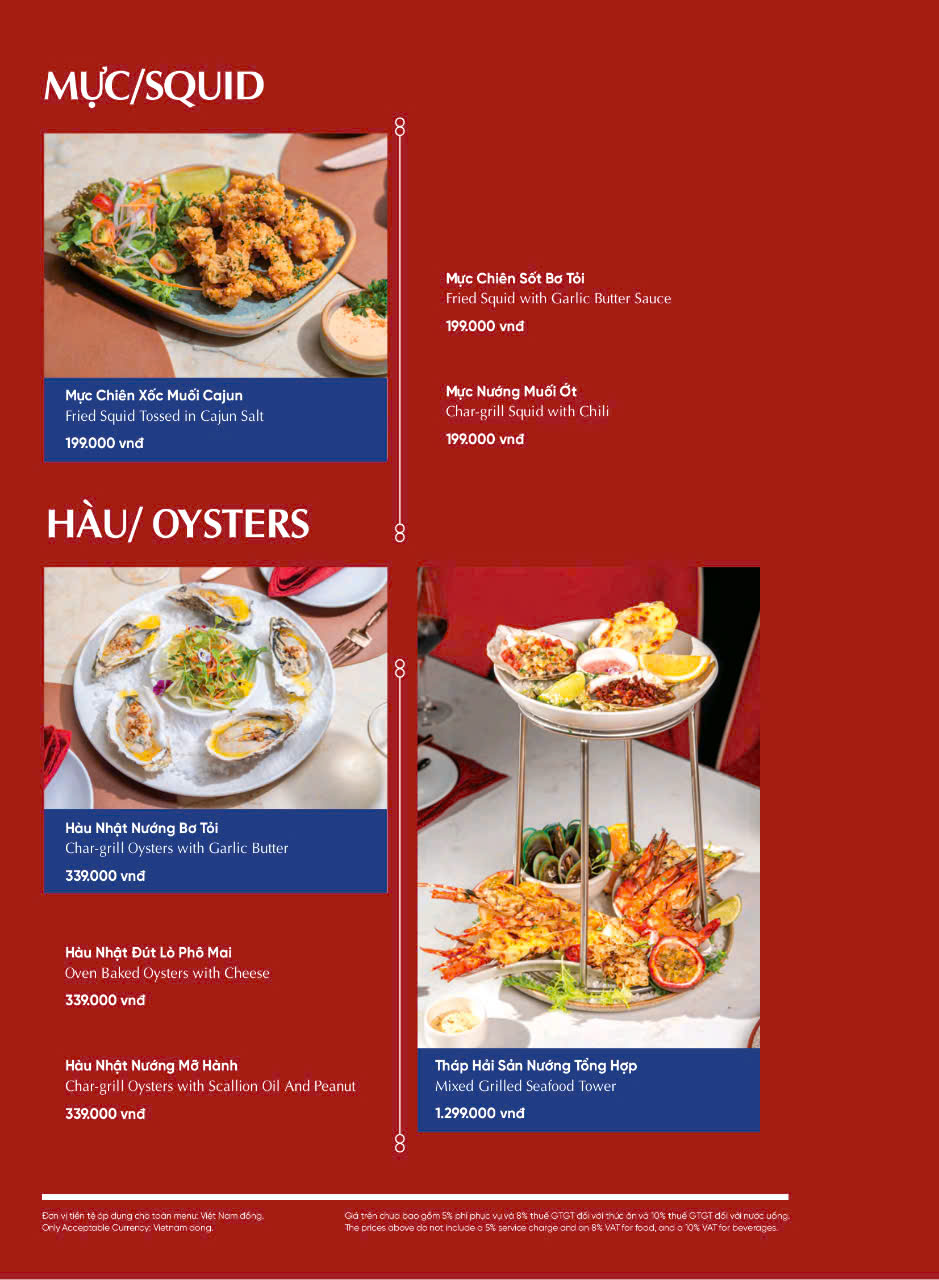 MỰC/SQUID
Mực Chiên Xốc Muối Cajun
Fried Squid Tossed in Cajun Salt
199.000 vnđ
Mực Chiên Sốt Bơ Tỏi
Fried Squid with Garlic Butter Sauce
199.000 vnđ
Mực Nướng Muối Ớt
Char-grill Squid with Chili
199.000 vnđ
HÀU/ OYSTERS
Hàu Nhật Nướng Bơ Tỏi
Char-grill Oysters with Garlic Butter
339.000 vnđ
Hàu Nhật Đút Lò Phô Mai
Oven Baked Oysters with Cheese
339.000 vnđ
Hàu Nhật Nướng Mỡ Hành
Char-grill Oysters with Scallion Oil And Peanut
339.000 vnđ
Tháp Hải Sản Nướng Tổng Hợp
Mixed Grilled Seafood Tower
1.299.000 vnđ
Đơn vị tiền tệ áp dụng cho toàn menu: Việt Nam đồng.
Only Acceptable Currency: Vietnam dong.
Giá trên chưa bao gồm 5% phí phục vụ và 8% thuế GTGT đối với thức ăn và 10% thuế GTGT đối với nước uống.
The prices above do not include a 5% service charge and an 8% VAT for food, and a 10% VAT for beverages.